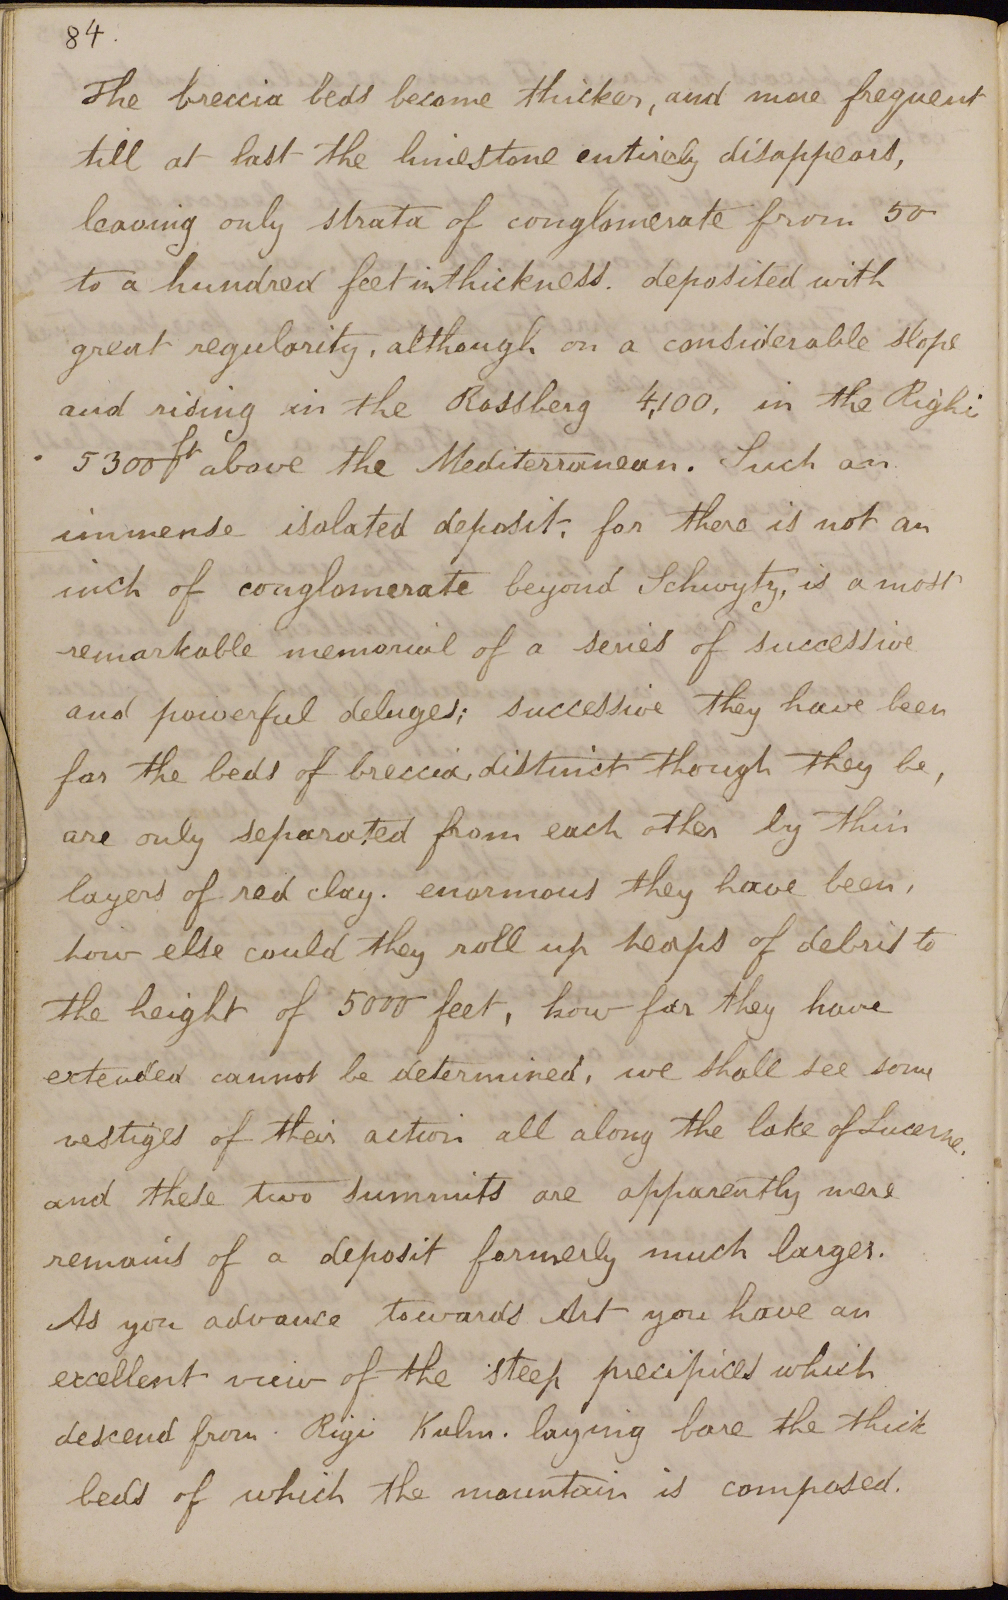 84.
The breccia beds become thicker, and more frequent
till at last the limestone entirely disappears,
leaving only strata of conglomerate from 50
to a hundred feet in thickness. deposited with
great regularity, although on a considerable slope
and rising in the Rossberg 4,100, in the Righi
5300 ft above the Mediterranean. Such an
immense isolated deposit, for there is not an
inch of conglomerate beyond Schwytz, is a most
remarkable memorial of a series of successive
and powerful deluges; successive they have been
for the beds of breccia, distinct though they be,
are only separated from each other by thin
layers of red clay. enormous they have been,
how else could they roll up heaps of debris to
the height of 5000 feet, how far they have
extended cannot be determined, we shall see some
vestiges of their action all along the lake of Lucerne.
and these two summits are apparently mere
remains of a deposit formerly much larger.
As you advance towards Art you have an
excellent view of the steep precipices which
descend from Rigi Kulm. laying bare the thick
beds of which the mountain is composed.